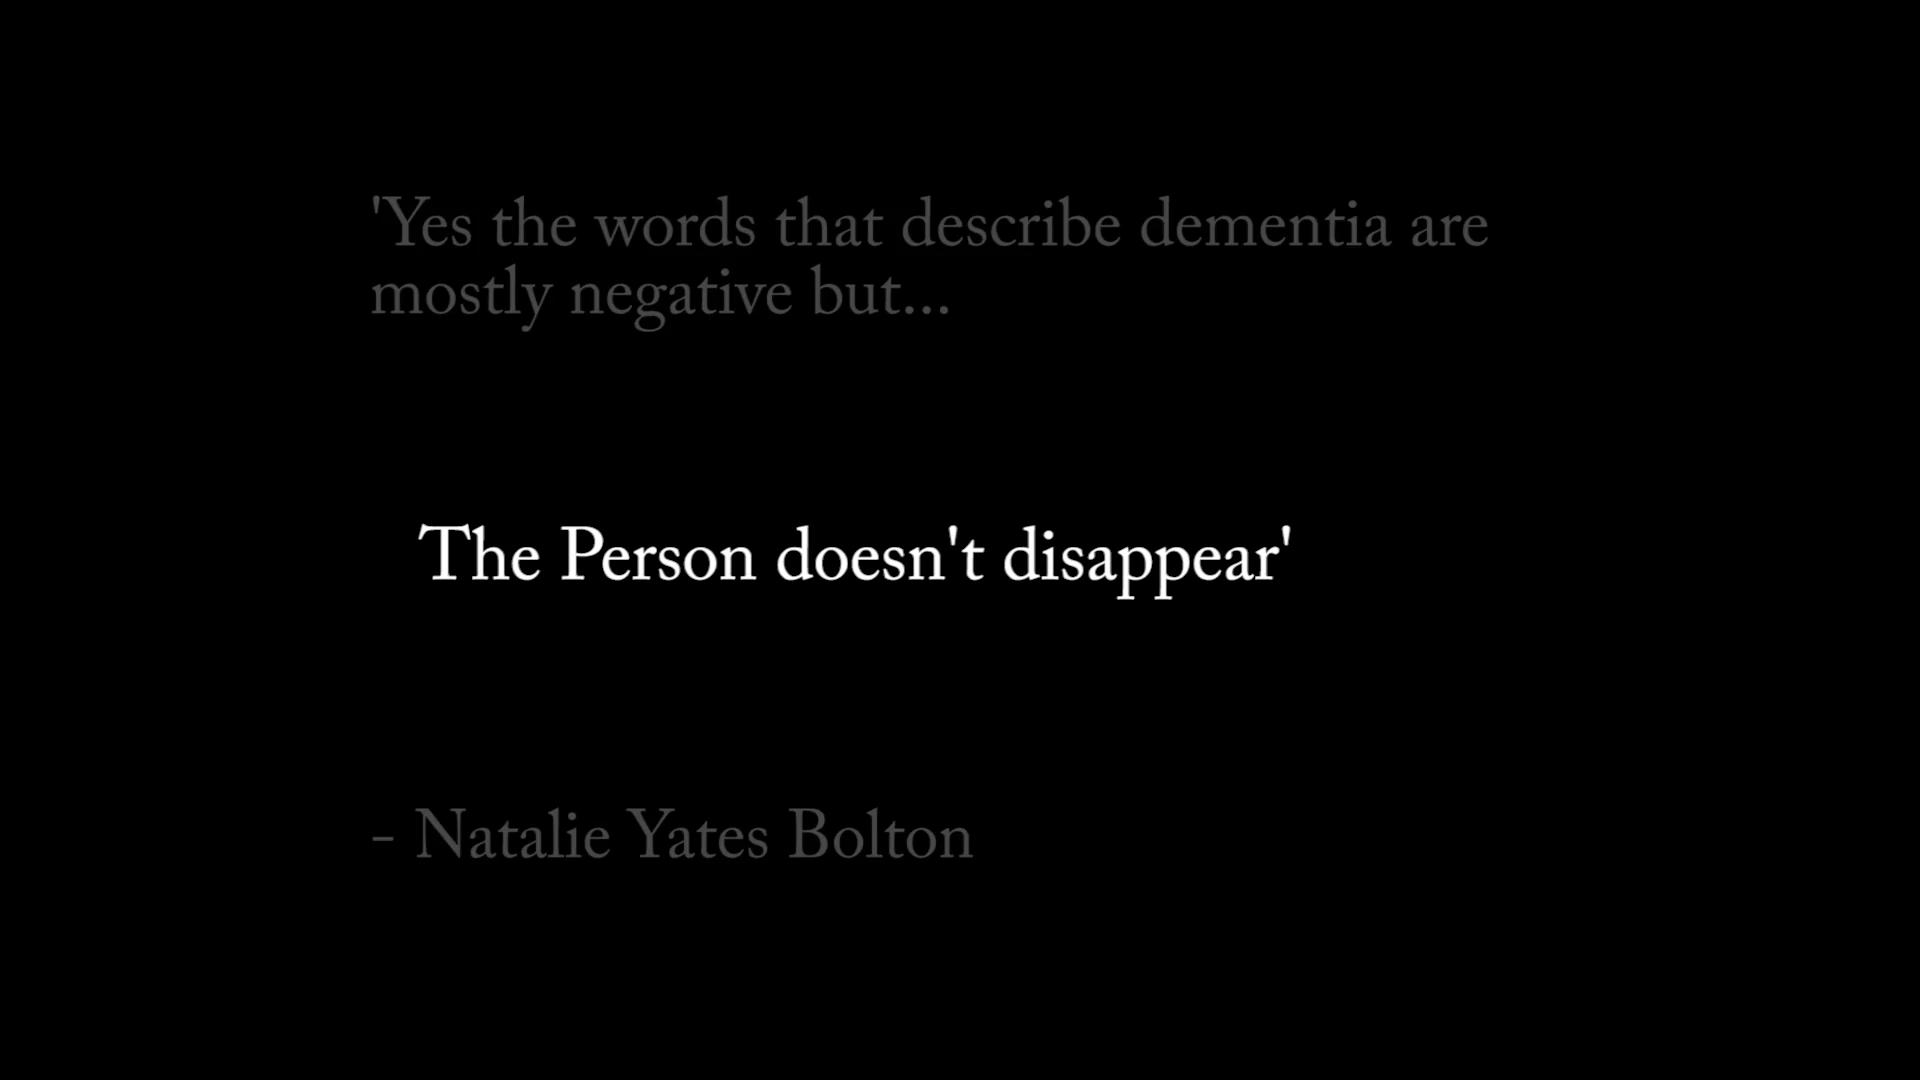 'Yes the words that describe dementia are
mostly negative but...
The Person doesn't disappear'
- Natalie Yates Bolton